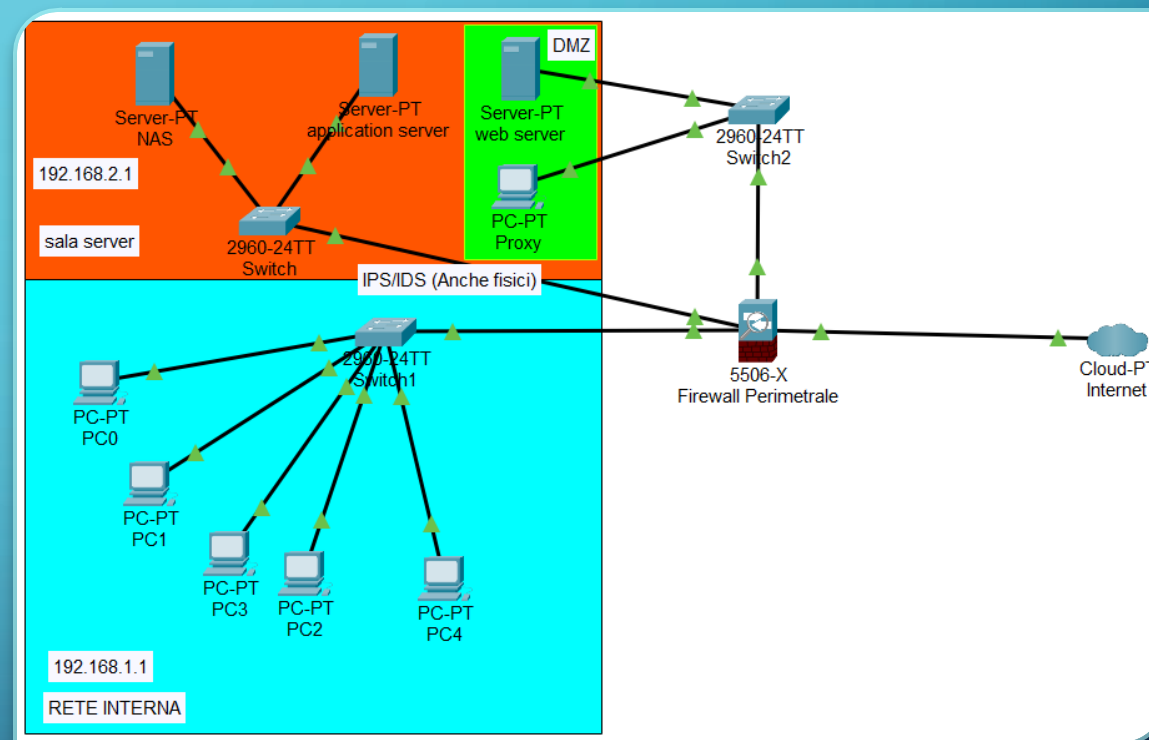 Server-PT
NAS
Server-PT
application server
192.168.2.1
sala server
2960-24TT
Switch
DMZ
Server-PT
web server
PC-PT
Proxy
2960-24TT
Switch2
IPS/IDS (Anche fisici)
2960-24TT
Switch1
5506-X
Firewall Perimetrale
Cloud-PT
Internet
PC-PT
PC0
PC-PT
PC1
PC-PT
PC3
PC-PT
PC2
PC-PT
PC4
192.168.1.1
RETE INTERNA